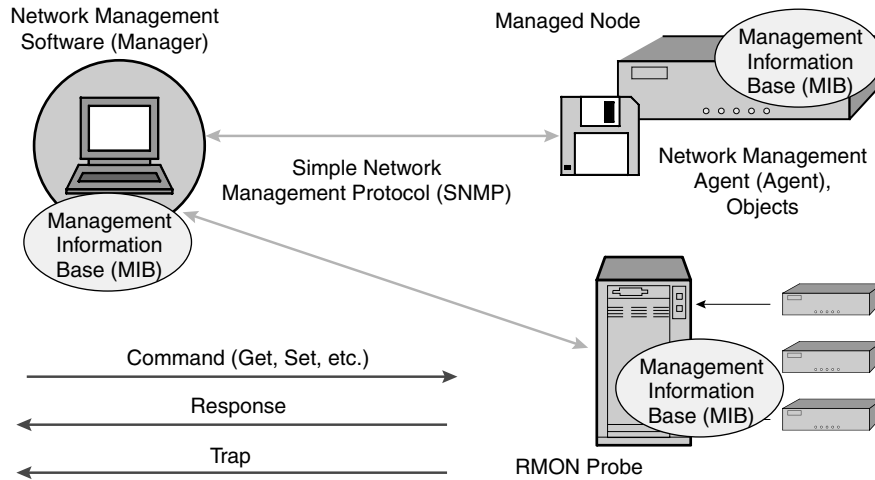 Network Management
Software (Manager)
Managed Node
Management
Information
Base (MIB)
Simple Network
Management Protocol (SNMP)
Network Management
Agent (Agent),
Objects
Management
Information
Base (MIB)
Command (Get, Set, etc.)
Management
Information
Base (MIB)
Response
Trap
RMON Probe